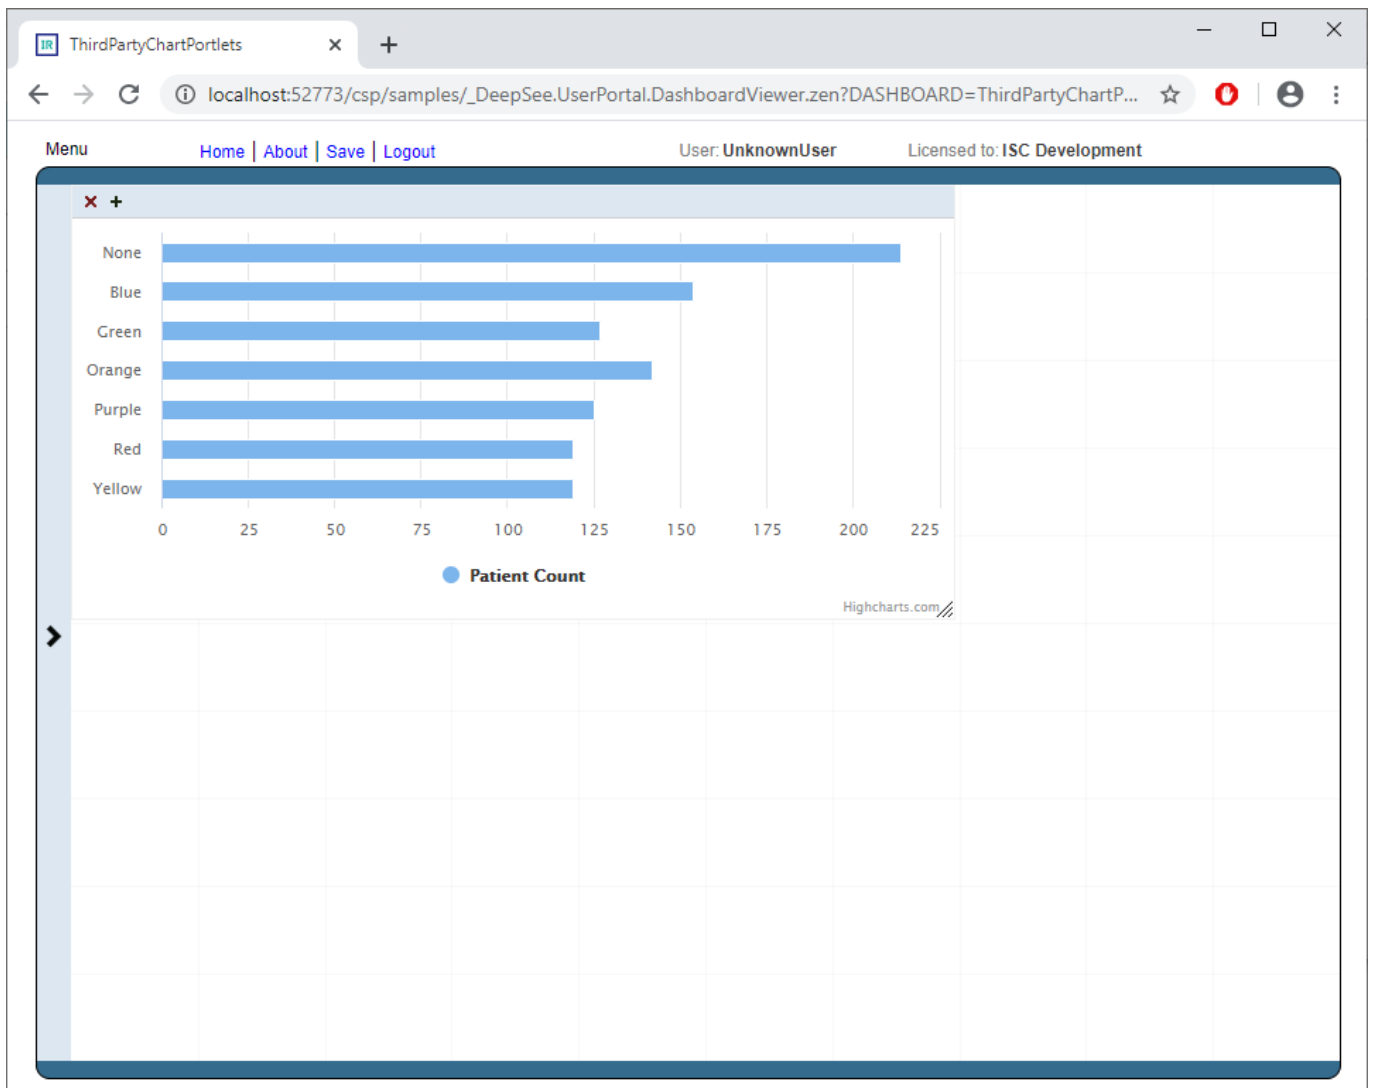 IR ThirdPartyChartPortlets
localhost:52773/csp/samples/_DeepSee.UserPortal.DashboardViewer.zen?DASHBOARD=ThirdPartyChartP...
Menu Home | About | Save | Logout User: UnknownUser Licensed to: ISC Development
None
Blue
Green
Orange
Purple
Red
Yellow
0 25 50 75 100 125 150 175 200 225
Patient Count
Highcharts.com